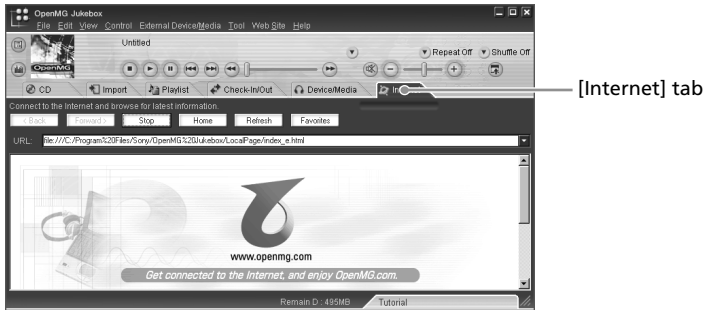 OpenMG Jukebox
File Edit View Control External Device/Media Tool Web Site Help
Untitled
Repeat Off Shuffle Off
OpenMG
CD Import Playlist Check-In/Out Device/Media
[Internet] tab
Connect to the Internet and browse for latest information.
< Back Forward > Stop Home Refresh Favorites
URL: file:///C:/Program%20Files/Sony/OpenMG%20Jukebox/LocalPage/index_e.html
www.openmg.com
Get connected to the Internet, and enjoy OpenMG.com.
Remain D : 495MB Tutorial